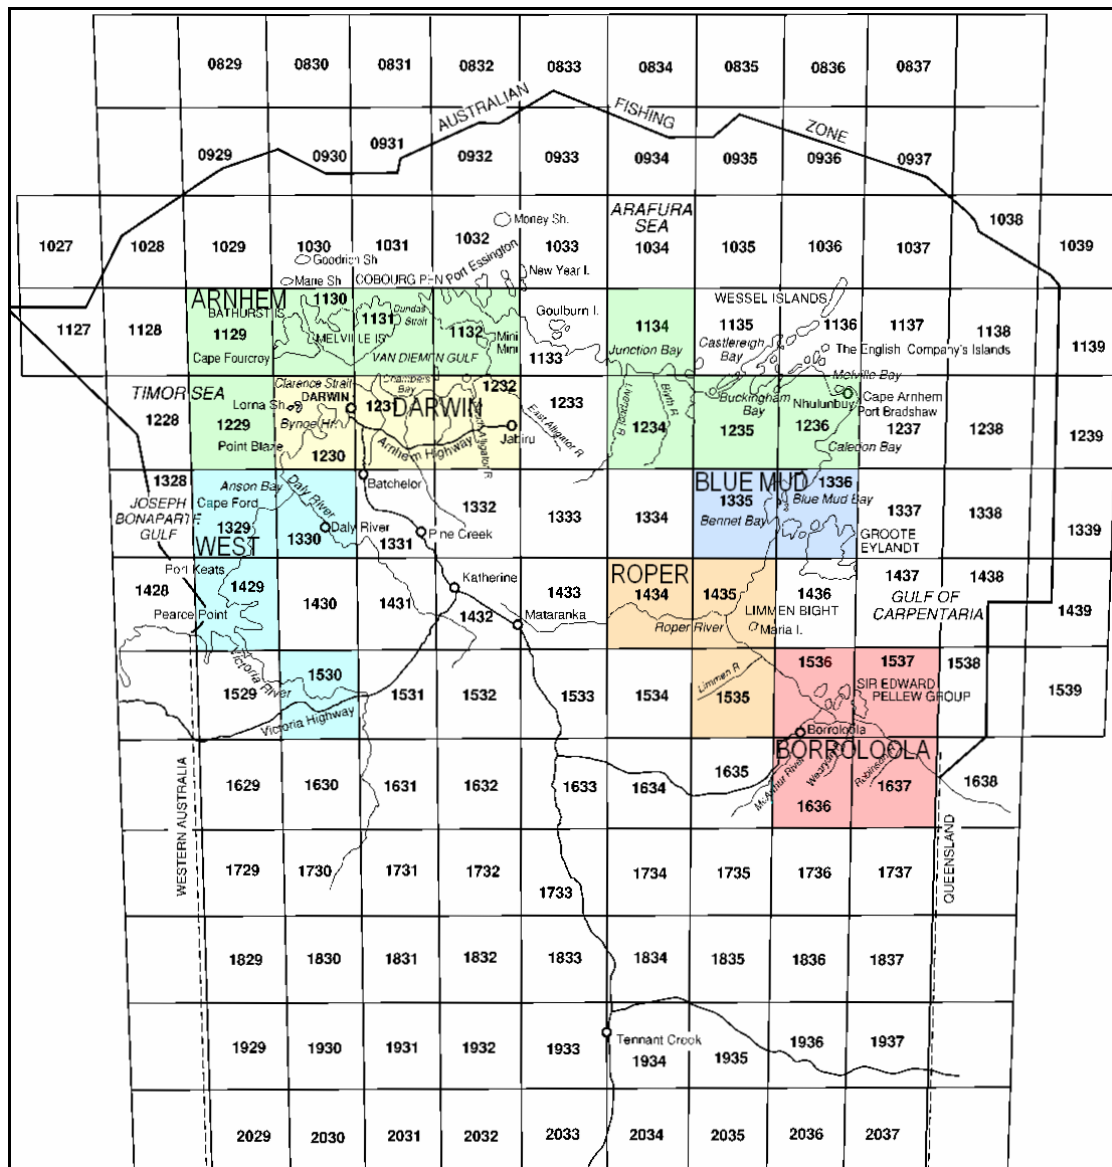 0829 0830 0831 0832 0833 0834 0835 0836 0837
AUSTRALIAN FISHING ZONE
0929 0930 0931 0932 0933 0934 0935 0936 0937
Money Sh.
ARAFURA
SEA
1027 1028 1029 1030 1031 1032 1033 1034 1035 1036 1037 1038 1039
Goodrich Sh
Marie Sh
COBOURG PEN
Port Essington
New Year I.
ARNHEM
BATHURST IS
1127 1128 1129 1130 1131 1132 1133 1134 1135 1136 1137 1138 1139
Dundas
Strait
Goulburn I.
WESSEL ISLANDS
MELVILLE IS
Mini
Mini
Cape Fourcroy
VAN DIEMEN GULF
Junction Bay
Castlereigh
Bay
The English Company's Islands
Melville Bay
TIMOR SEA
Clarence Strait
Chambers
Bay
DARWIN
DARWIN
Lorna Sh.
Bynoe Hr.
Point Blaze
1228 1229 1230 1231 1232 1233 1234 1235 1236 1237 1238 1239
Arnhem Highway
Jabiru
East Alligator R
Liverpool R
Blyth R
Buckingham
Bay
Nhulunbuy
Cape Arnhem
Port Bradshaw
Caledon Bay
JOSEPH
BONAPARTE
GULF
Anson Bay
Daly River
Batchelor
BLUE MUD
Cape Ford
Blue Mud Bay
1328 1329 1330 1331 1332 1333 1334 1335 1336 1337 1338 1339
Daly River
Pine Creek
Bennet Bay
GROOTE
EYLANDT
WEST
Port Keats
Katherine
ROPER
1428 1429 1430 1431 1432 1433 1434 1435 1436 1437 1438 1439
GULF OF
CARPENTARIA
Pearce Point
Mataranka
Roper River
LIMMEN BIGHT
Maria I.
Victoria River
Limmen R
SIR EDWARD
PELLEW GROUP
1529 1530 1531 1532 1533 1534 1535 1536 1537 1538 1539
Victoria Highway
Borroloola
BORROLOOLA
McArthur River
WESTERN AUSTRALIA
1629 1630 1631 1632 1633 1634 1635 1636 1637 1638
QUEENSLAND
1729 1730 1731 1732 1733 1734 1735 1736 1737
1829 1830 1831 1832 1833 1834 1835 1836 1837
1929 1930 1931 1932 1933 1934 1935 1936 1937
Tennant Crook
2029 2030 2031 2032 2033 2034 2035 2036 2037